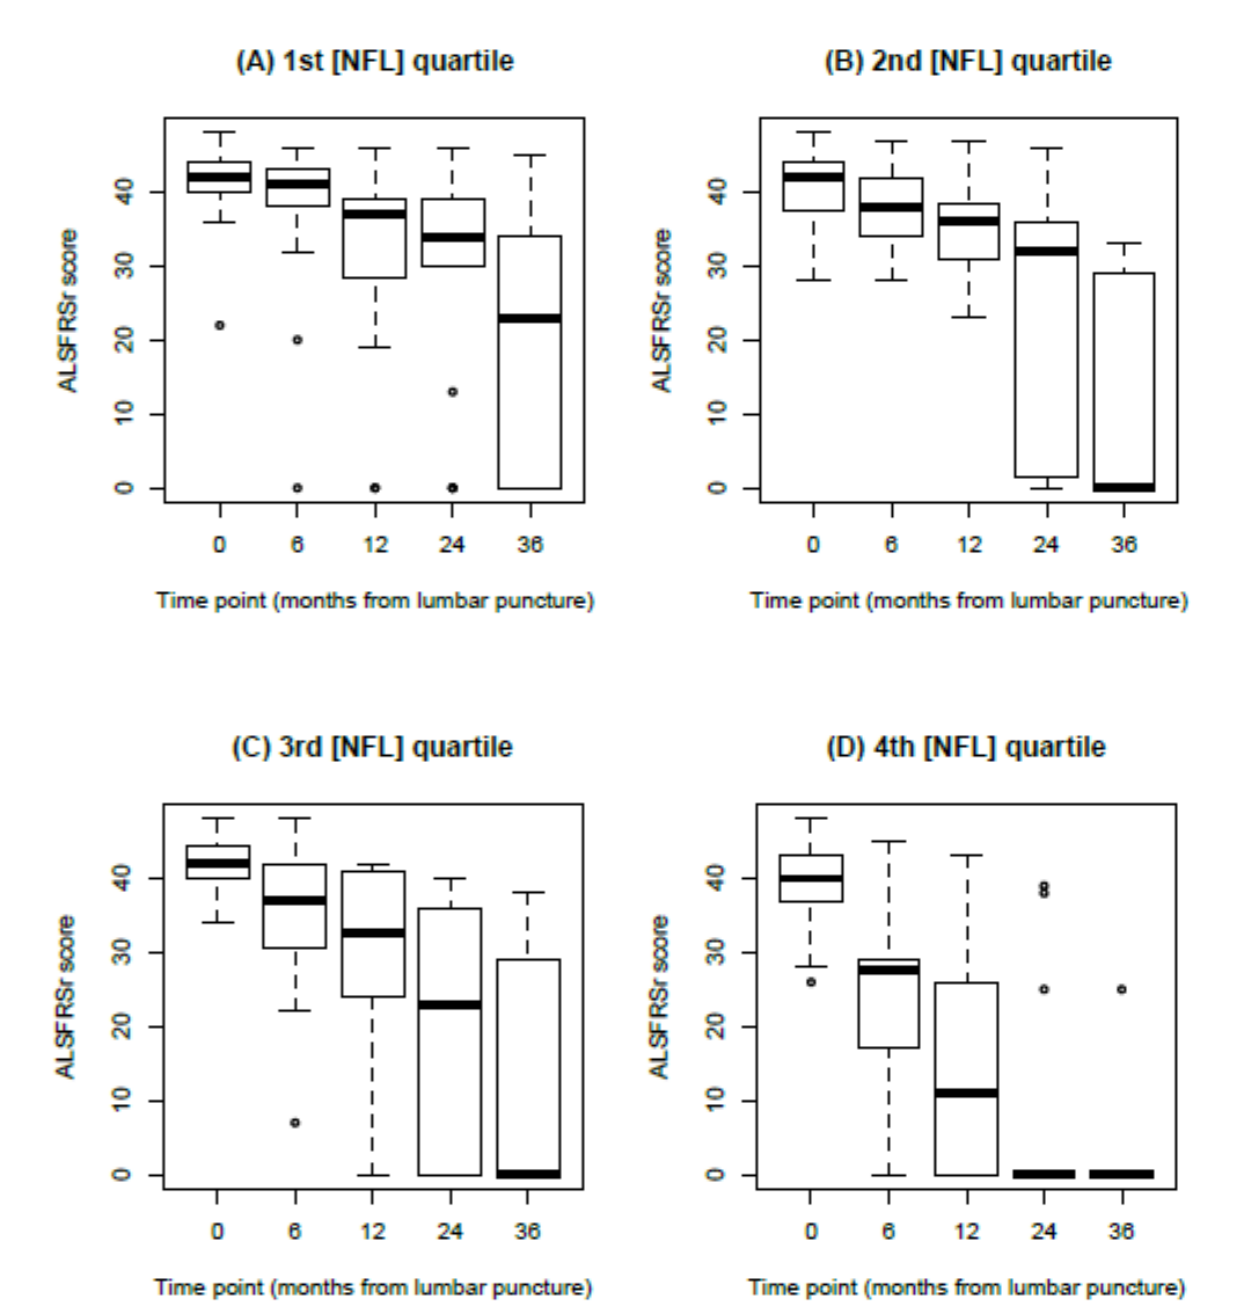 (A) 1st [NFL] quartile
ALSFRSr score
40
30
20
10
0
0 6 12 24 36
Time point (months from lumbar puncture)
(B) 2nd [NFL] quartile
ALSFRSr score
40
30
20
10
0
0 6 12 24 36
Time point (months from lumbar puncture)
(C) 3rd [NFL] quartile
ALSFRSr score
40
30
20
10
0
0 6 12 24 36
Time point (months from lumbar puncture)
(D) 4th [NFL] quartile
ALSFRSr score
40
30
20
10
0
0 6 12 24 36
Time point (months from lumbar puncture)